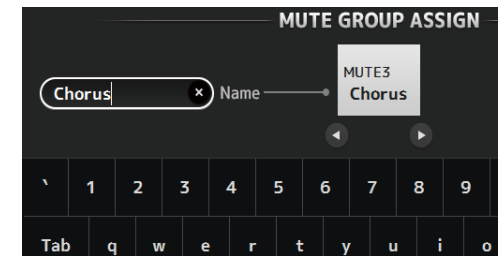 MUTE GROUP ASSIGN
MUTE3
Chorus × Name Chorus
` 1 2 3 4 5 6 7 8 9
Tab q w e r t y u i o